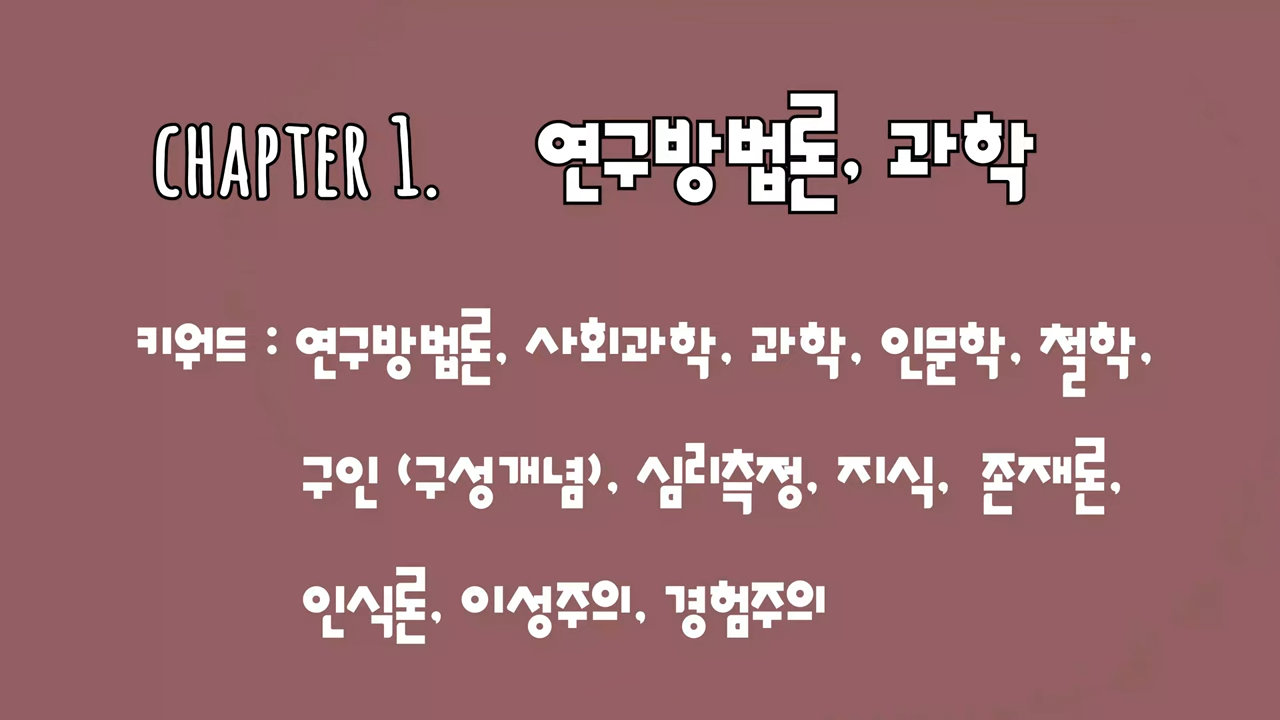 CHAPTER 1. 연구방법론, 과학
키워드 : 연구방법론, 사회과학, 과학, 인문학, 철학,
구인 (구성개념), 심리측정, 지식, 존재론,
인식론, 이성주의, 경험주의